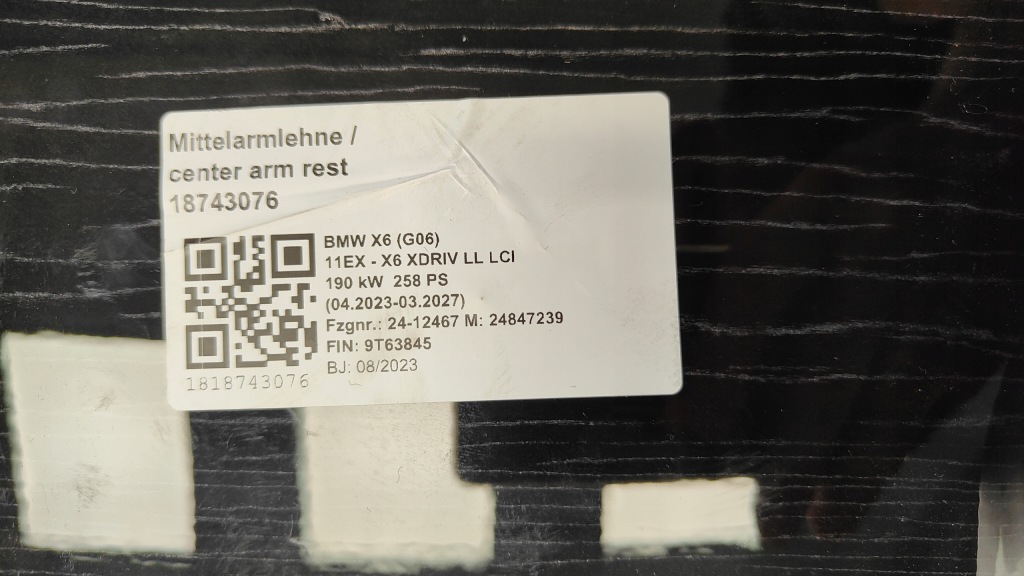 Mittelarmlehne /
center arm rest
18743076
BMW X6 (G06)
11EX - X6 XDRIV LL LCI
190 kW 258 PS
(04.2023-03.2027)
Fzgnr.: 24-12467 M: 24847239
FIN: 9T63845
BJ: 08/2023
1818743076